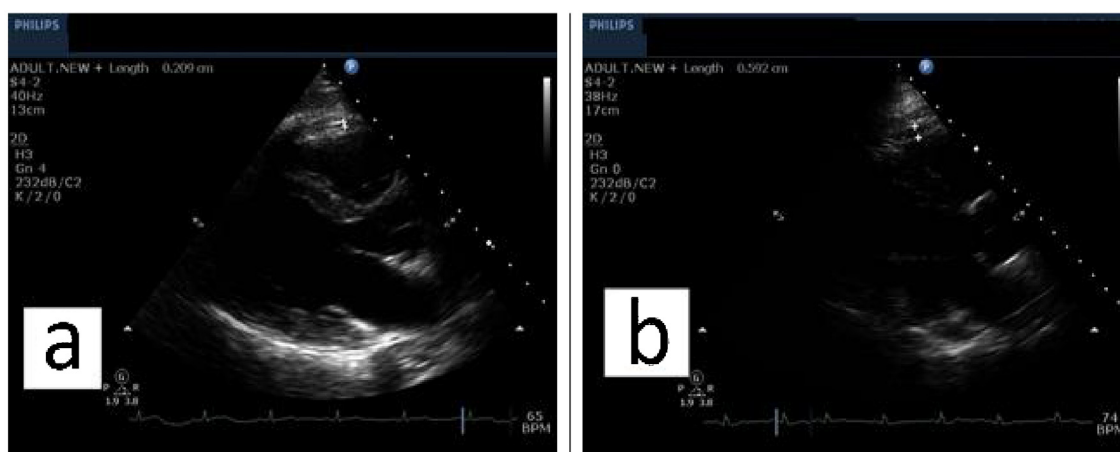 PHILIPS
ADULT.NEW + Length 0.209 cm
S4-2
40Hz
13cm
2D
H3
Gn 4
232dB/C2
K/2/0
P
a
G
P R
1.9 3.8
65
BPM
PHILIPS
ADULT.NEW + Length 0.592 cm
S4-2
38Hz
17cm
2D
H3
Gn 0
232dB/C2
K/2/0
P
b
G
P R
1.9 3.8
74
BPM